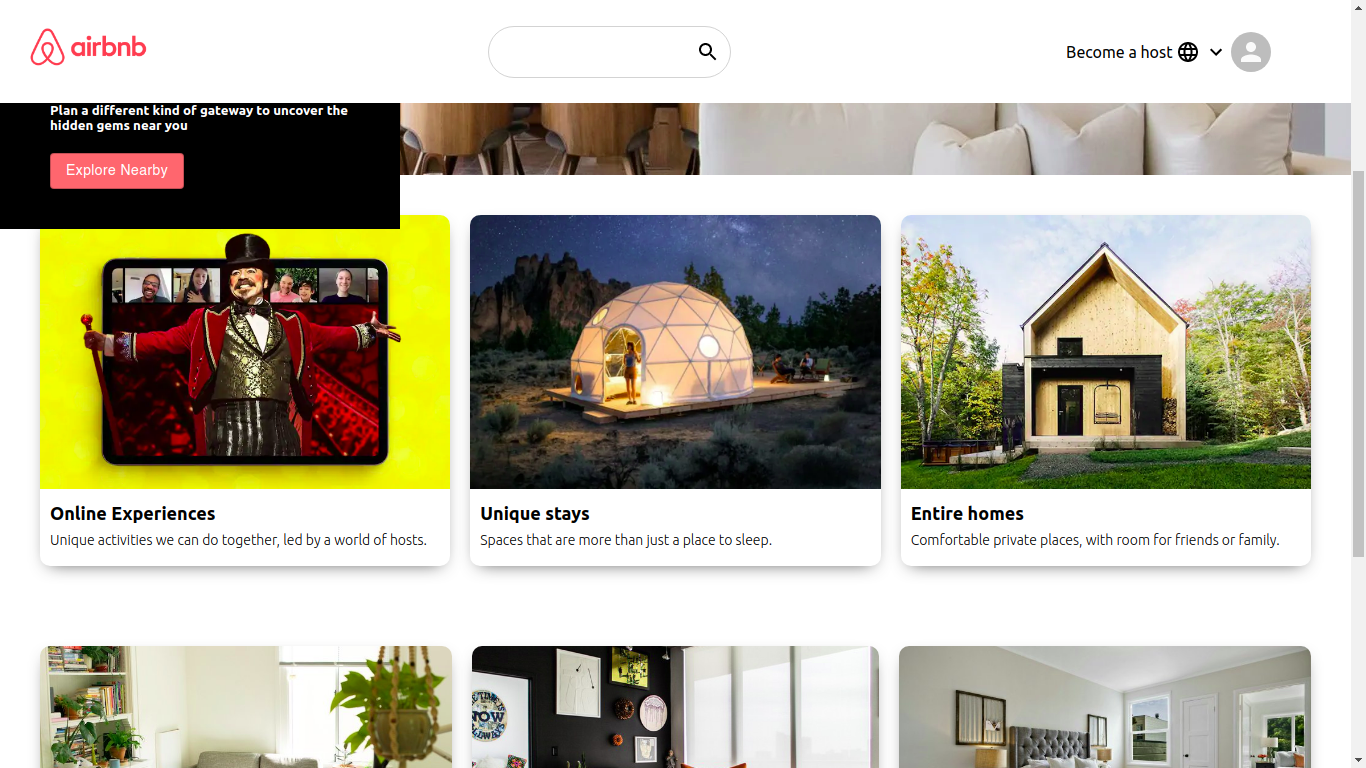 airbnb
Become a host
Plan a different kind of gateway to uncover the
hidden gems near you
Explore Nearby
Online Experiences
Unique activities we can do together, led by a world of hosts.
Unique stays
Spaces that are more than just a place to sleep.
Entire homes
Comfortable private places, with room for friends or family.
NOW